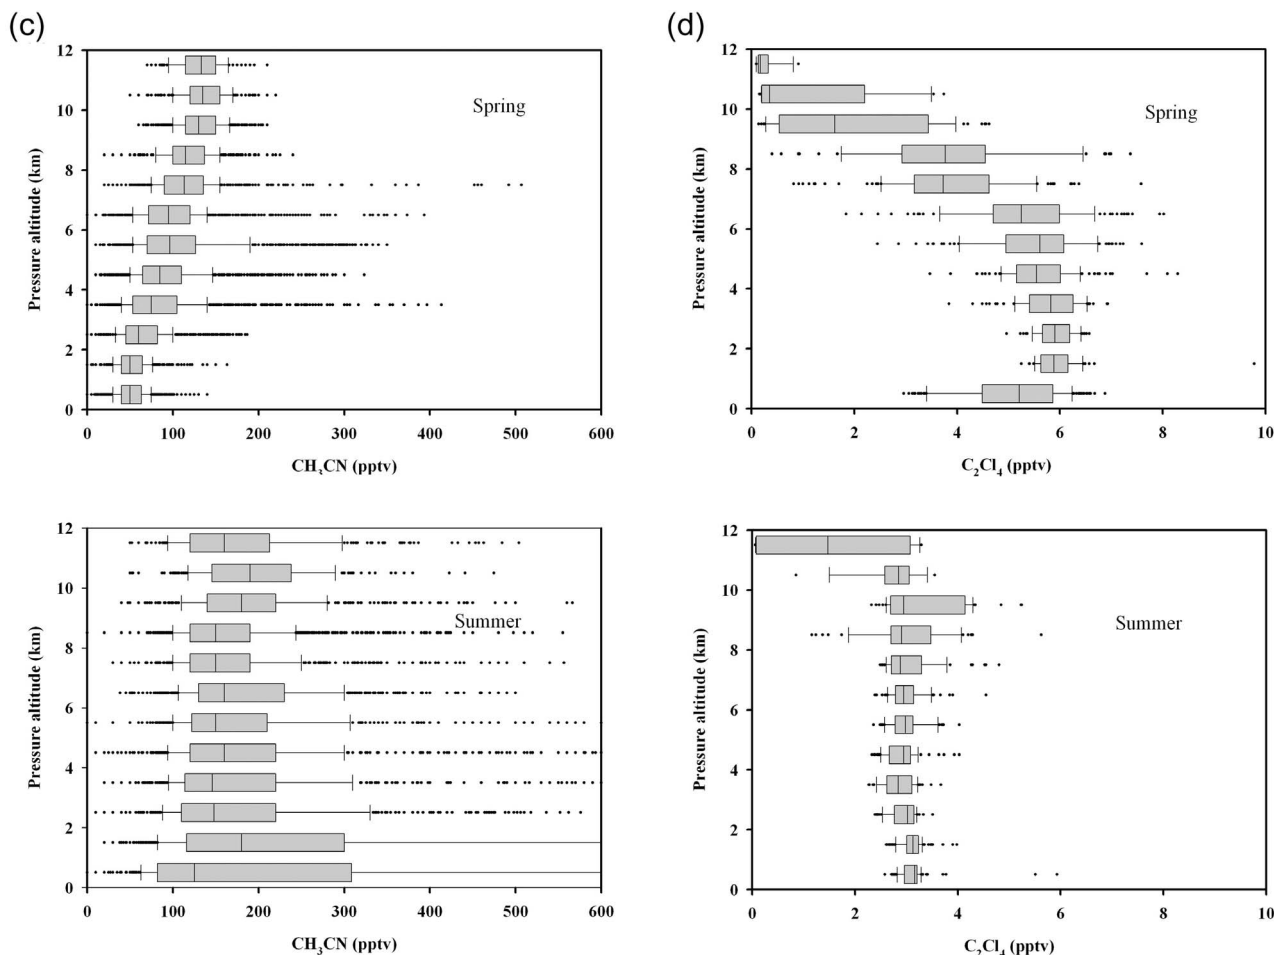 (c)
(d)
12
10
8
6
4
2
0
Pressure altitude (km)
Spring
0 100 200 300 400 500 600
CH3CN (pptv)
12
10
8
6
4
2
0
Pressure altitude (km)
Spring
0 2 4 6 8 10
C2Cl4 (pptv)
12
10
8
6
4
2
0
Pressure altitude (km)
Summer
0 100 200 300 400 500 600
CH3CN (pptv)
12
10
8
6
4
2
0
Pressure altitude (km)
Summer
0 2 4 6 8 10
C2Cl4 (pptv)